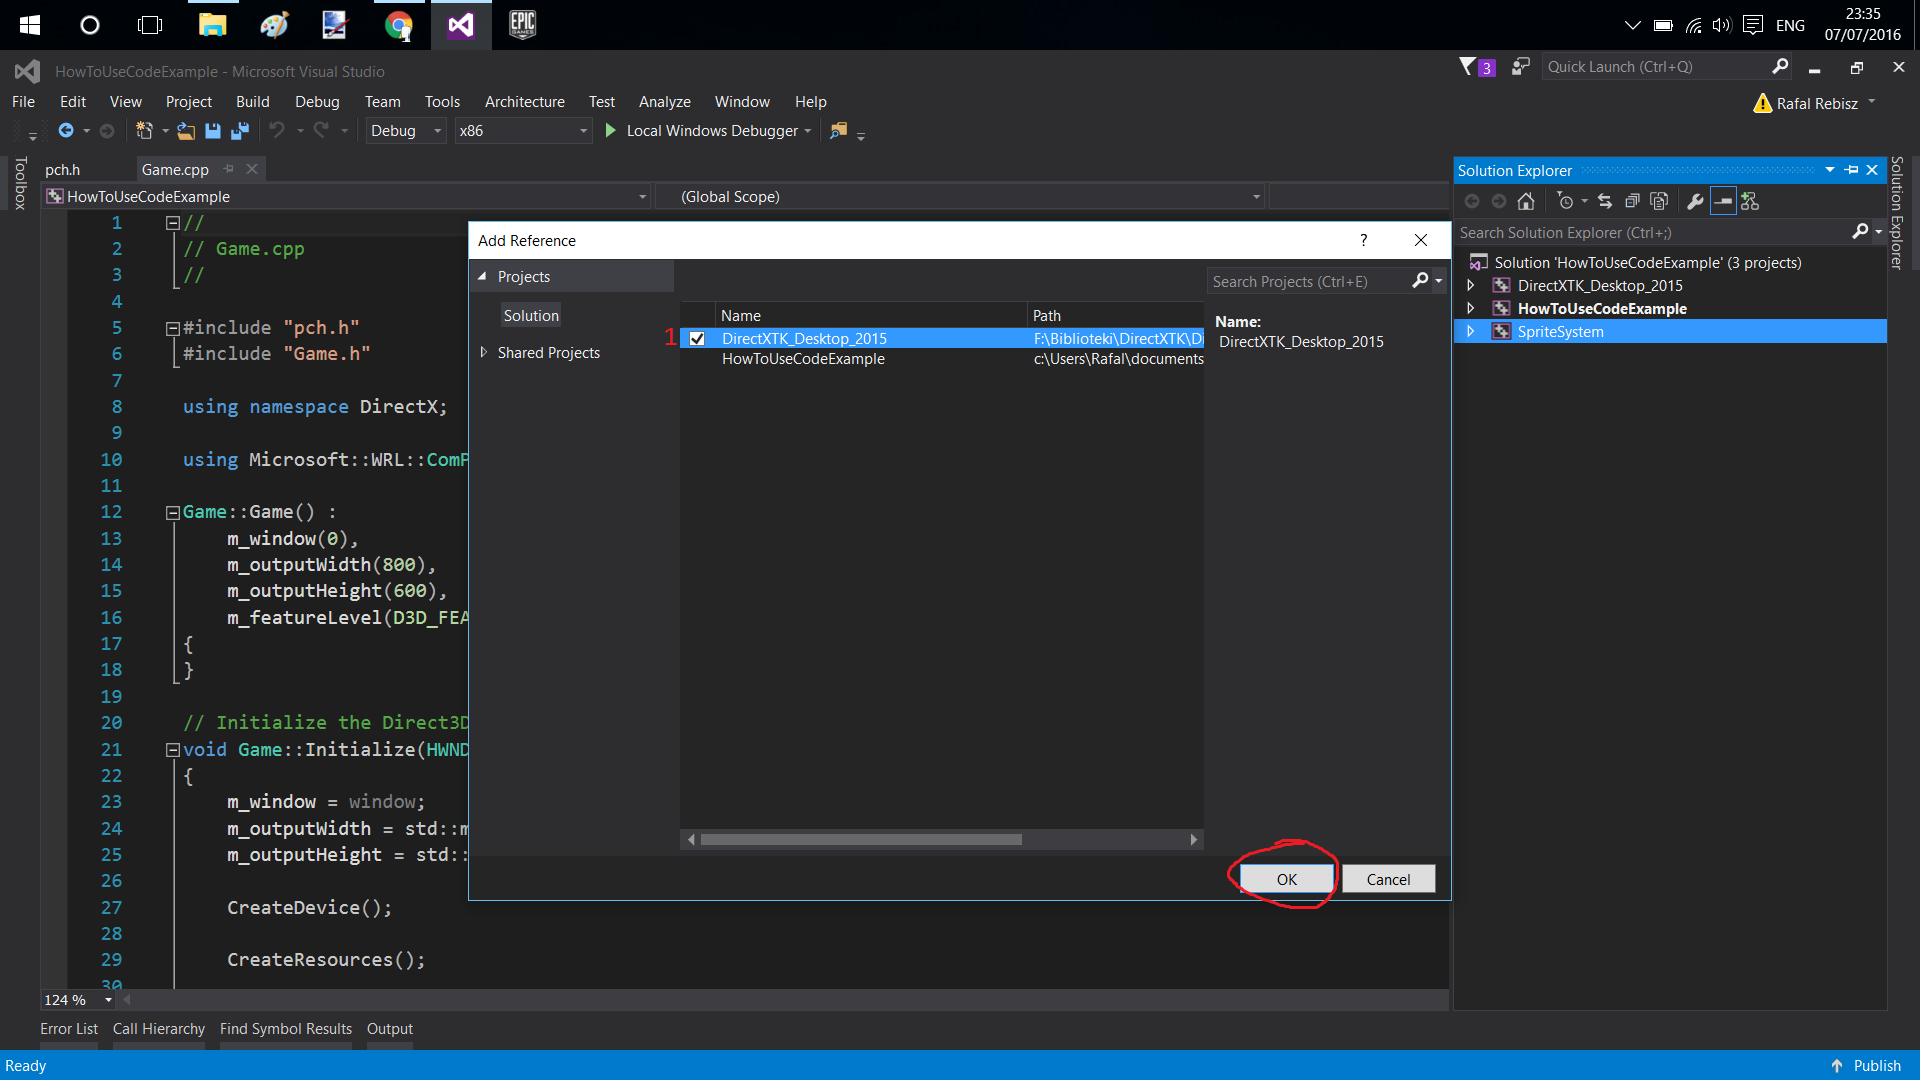 EPIC
GAMES
ENG
23:35
07/07/2016
HowToUseCodeExample - Microsoft Visual Studio
3
Quick Launch (Ctrl+Q)
File Edit View Project Build Debug Team Tools Architecture Test Analyze Window Help
Rafal Rebisz
Debug x86 Local Windows Debugger
Toolbox
pch.h Game.cpp
HowToUseCodeExample (Global Scope)
1 //
2 // Game.cpp
3 //
4
5 #include "pch.h"
6 #include "Game.h"
7
8 using namespace DirectX;
9
10 using Microsoft::WRL::ComP
11
12 Game::Game() :
13 m_window(0),
14 m_outputWidth(800),
15 m_outputHeight(600),
16 m_featureLevel(D3D_FEA
17 {
18 }
19
20 // Initialize the Direct3D
21 void Game::Initialize(HWND
22 {
23 m_window = window;
24 m_outputWidth = std::m
25 m_outputHeight = std::
26
27 CreateDevice();
28
29 CreateResources();
30
124 %
Add Reference
?
Projects
Solution
Shared Projects
Search Projects (Ctrl+E)
Name Path
1 DirectXTK_Desktop_2015 F:\Biblioteki\DirectXTK\Di
HowToUseCodeExample c:\Users\Rafal\documents
Name:
DirectXTK_Desktop_2015
OK Cancel
Solution Explorer
Search Solution Explorer (Ctrl+;)
Solution 'HowToUseCodeExample' (3 projects)
DirectXTK_Desktop_2015
HowToUseCodeExample
SpriteSystem
Solution Explorer
Error List Call Hierarchy Find Symbol Results Output
Ready
Publish